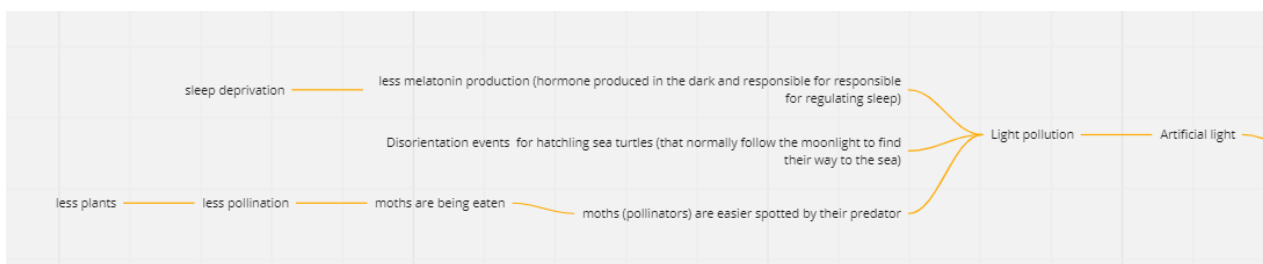 less melatonin production (hormone produced in the dark and responsible for responsible
for regulating sleep)
sleep deprivation
Disorientation events for hatchling sea turtles (that normally follow the moonlight to find
their way to the sea)
Light pollution
Artificial light
less plants
less pollination
moths are being eaten
moths (pollinators) are easier spotted by their predator